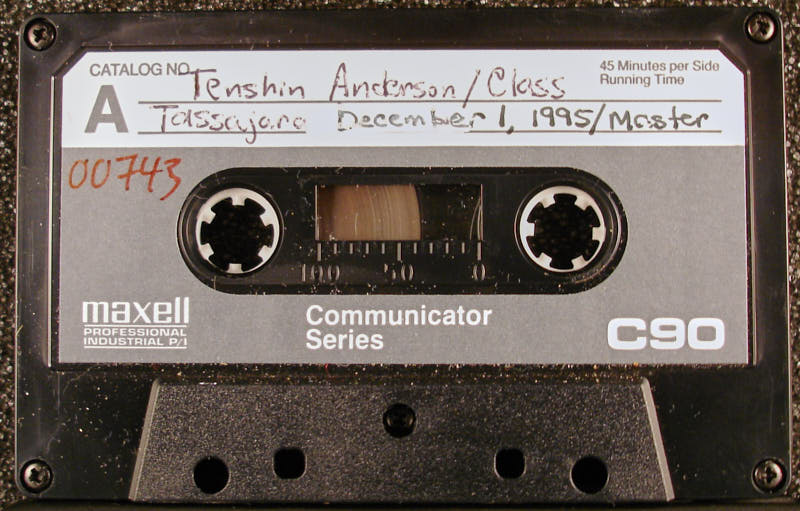 CATALOG NO. Tenshin Anderson/Class
45 Minutes per Side
Running Time
A Tassajara December 1, 1995/Master
00743
100 50 0
maxell
PROFESSIONAL
INDUSTRIAL P/I
Communicator
Series
C90